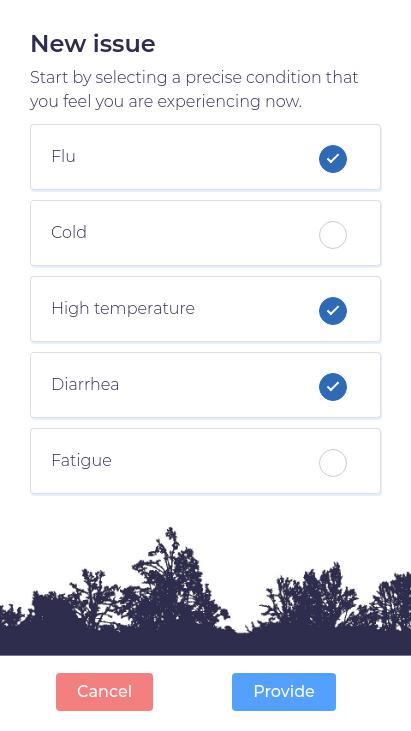 New issue
Start by selecting a precise condition that
you feel you are experiencing now.
Flu
Cold
High temperature
Diarrhea
Fatigue
Cancel
Provide